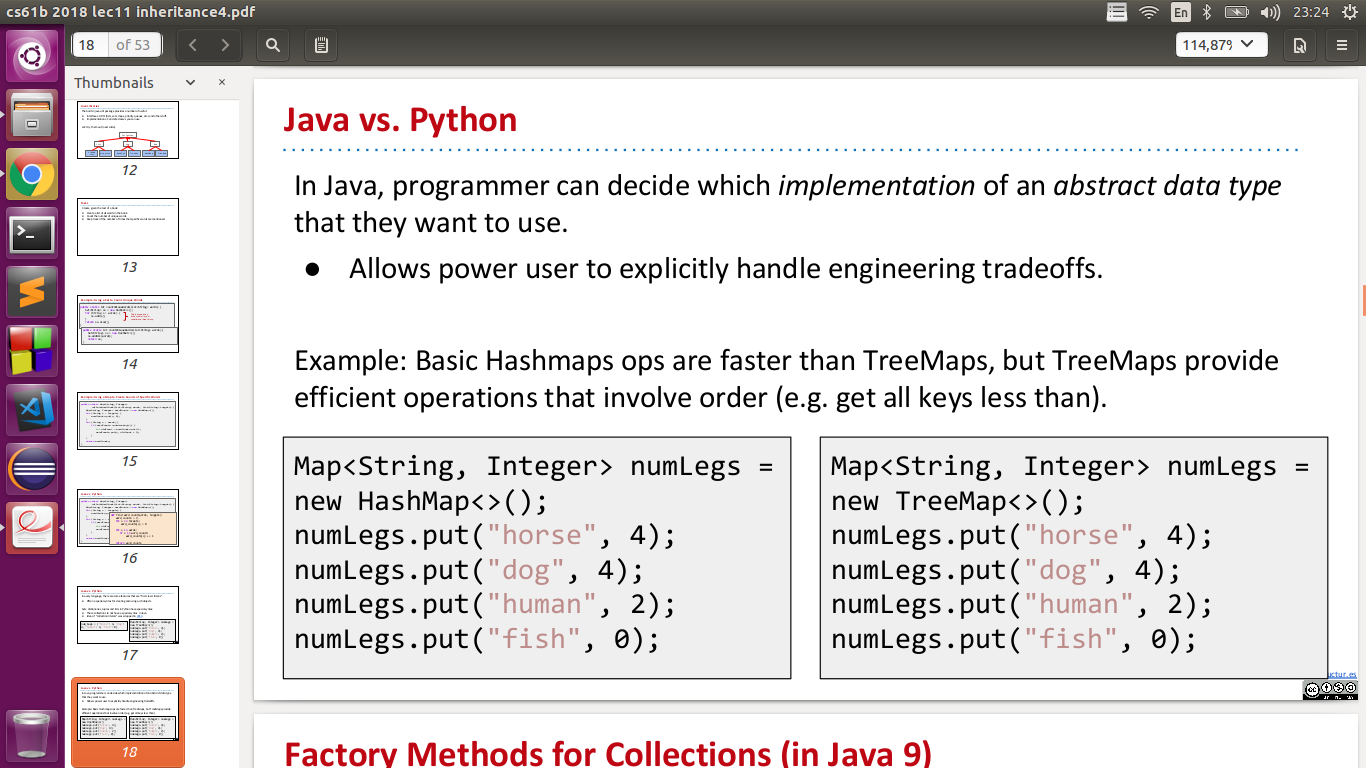 cs61b 2018 lec11 inheritance4.pdf
En
23:24
18 of 53
114,87%
Thumbnails
12
13
14
15
16
17
18
Java vs. Python
In Java, programmer can decide which implementation of an abstract data type
that they want to use.
● Allows power user to explicitly handle engineering tradeoffs.
Example: Basic Hashmaps ops are faster than TreeMaps, but TreeMaps provide
efficient operations that involve order (e.g. get all keys less than).
Map<String, Integer> numLegs =
new HashMap<>();
numLegs.put("horse", 4);
numLegs.put("dog", 4);
numLegs.put("human", 2);
numLegs.put("fish", 0);
Map<String, Integer> numLegs =
new TreeMap<>();
numLegs.put("horse", 4);
numLegs.put("dog", 4);
numLegs.put("human", 2);
numLegs.put("fish", 0);
Factory Methods for Collections (in Java 9)